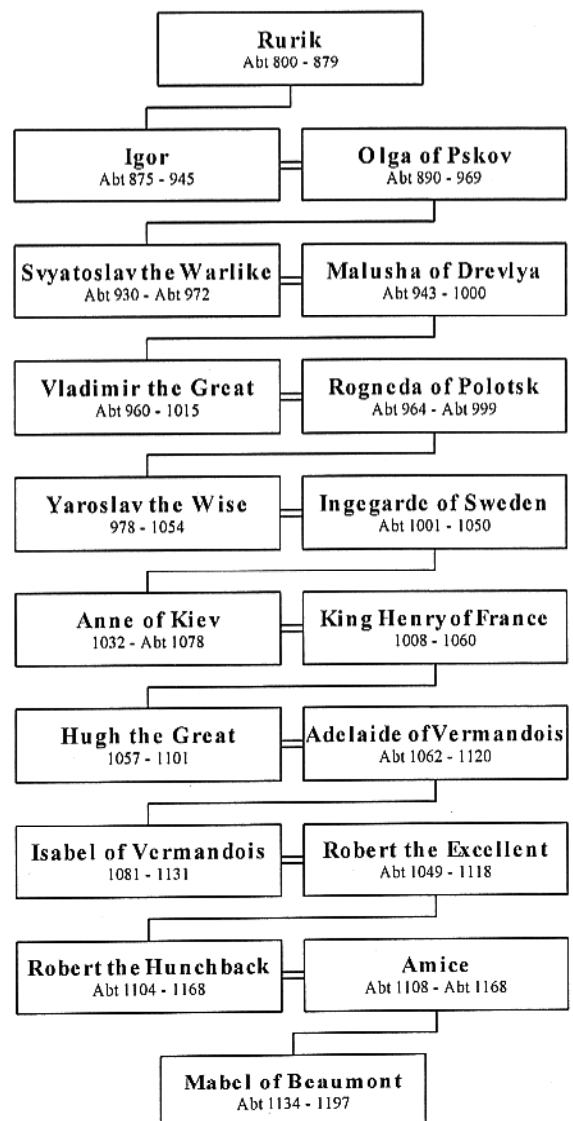 Rurik
Abt 800 - 879
Igor
Abt 875 - 945
Olga of Pskov
Abt 890 - 969
Svyatoslav the Warlike
Abt 930 - Abt 972
Malusha of Drevlya
Abt 943 - 1000
Vladimir the Great
Abt 960 - 1015
Rogneda of Polotsk
Abt 964 - Abt 999
Yaroslav the Wise
978 - 1054
Ingegarde of Sweden
Abt 1001 - 1050
Anne of Kiev
1032 - Abt 1078
King Henry of France
1008 - 1060
Hugh the Great
1057 - 1101
Adelaide of Vermandois
Abt 1062 - 1120
Isabel of Vermandois
1081 - 1131
Robert the Excellent
Abt 1049 - 1118
Robert the Hunchback
Abt 1104 - 1168
Amice
Abt 1108 - Abt 1168
Mabel of Beaumont
Abt 1134 - 1197